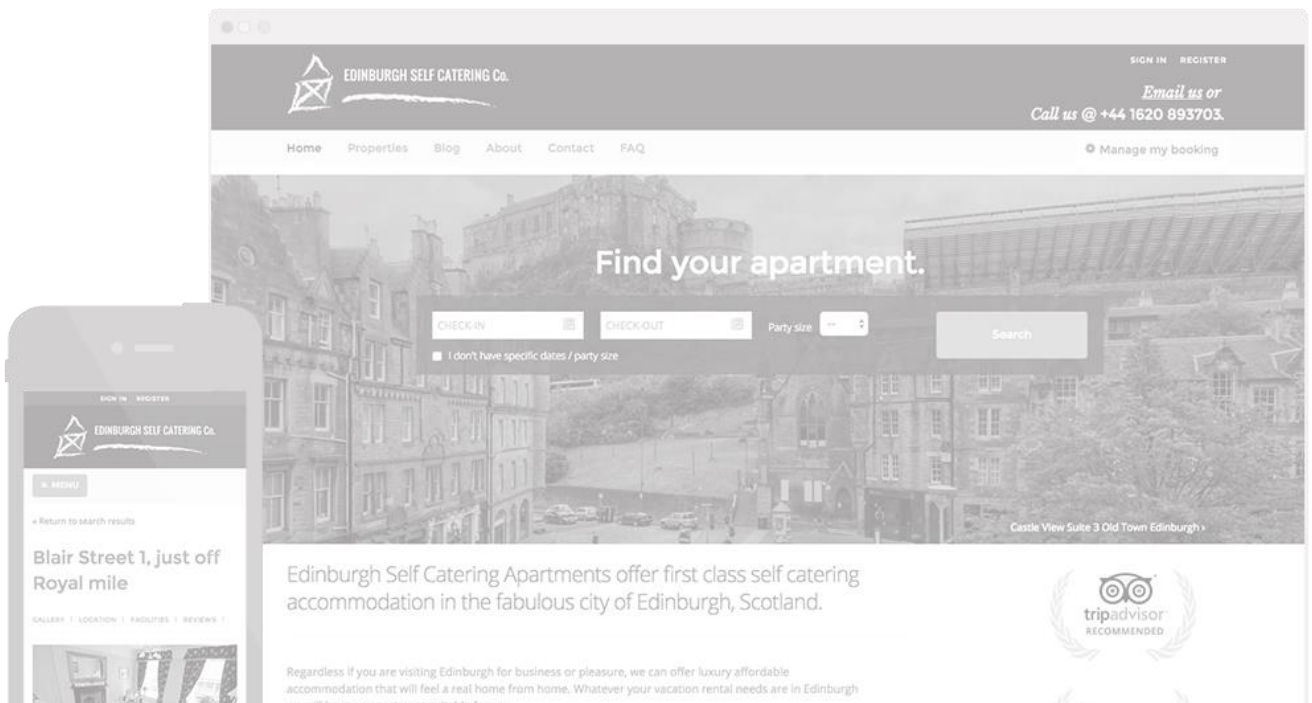 EDINBURGH SELF CATERING Co.
SIGN IN REGISTER
Email us or
Call us @ +44 1620 893703.
Home Properties Blog About Contact FAQ
Manage my booking
Find your apartment.
CHECK-IN CHECK-OUT Party size -- Search
I don't have specific dates / party size
Castle View Suite 3 Old Town Edinburgh ›
Edinburgh Self Catering Apartments offer first class self catering
accommodation in the fabulous city of Edinburgh, Scotland.
tripadvisor
RECOMMENDED
Regardless if you are visiting Edinburgh for business or pleasure, we can offer luxury affordable
accommodation that will feel a real home from home. Whatever your vacation rental needs are in Edinburgh
SIGN IN REGISTER
EDINBURGH SELF CATERING Co.
✕ MENU
« Return to search results
Blair Street 1, just off
Royal mile
GALLERY | LOCATION | FACILITIES | REVIEWS |